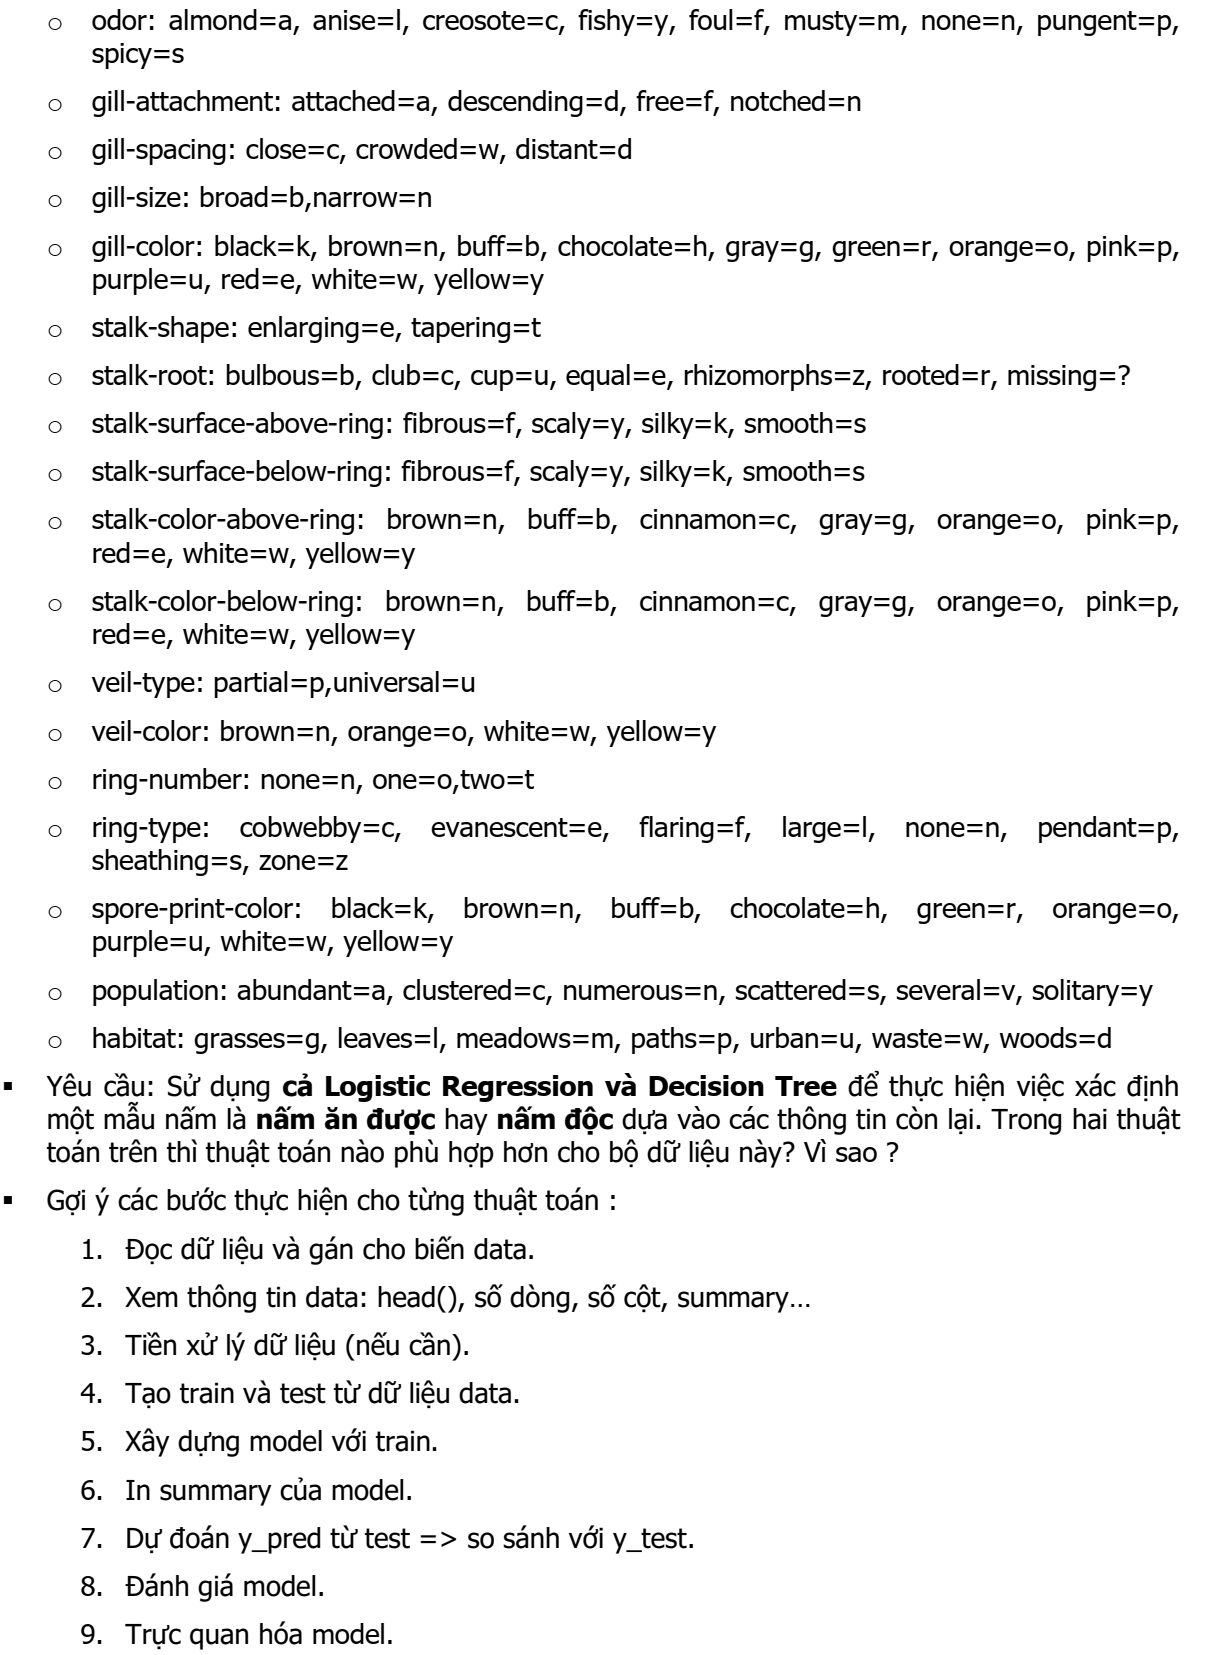 ○ odor: almond=a, anise=l, creosote=c, fishy=y, foul=f, musty=m, none=n, pungent=p,
spicy=s
○ gill-attachment: attached=a, descending=d, free=f, notched=n
○ gill-spacing: close=c, crowded=w, distant=d
○ gill-size: broad=b,narrow=n
○ gill-color: black=k, brown=n, buff=b, chocolate=h, gray=g, green=r, orange=o, pink=p,
purple=u, red=e, white=w, yellow=y
○ stalk-shape: enlarging=e, tapering=t
○ stalk-root: bulbous=b, club=c, cup=u, equal=e, rhizomorphs=z, rooted=r, missing=?
○ stalk-surface-above-ring: fibrous=f, scaly=y, silky=k, smooth=s
○ stalk-surface-below-ring: fibrous=f, scaly=y, silky=k, smooth=s
○ stalk-color-above-ring: brown=n, buff=b, cinnamon=c, gray=g, orange=o, pink=p,
red=e, white=w, yellow=y
○ stalk-color-below-ring: brown=n, buff=b, cinnamon=c, gray=g, orange=o, pink=p,
red=e, white=w, yellow=y
○ veil-type: partial=p,universal=u
○ veil-color: brown=n, orange=o, white=w, yellow=y
○ ring-number: none=n, one=o,two=t
○ ring-type: cobwebby=c, evanescent=e, flaring=f, large=l, none=n, pendant=p,
sheathing=s, zone=z
○ spore-print-color: black=k, brown=n, buff=b, chocolate=h, green=r, orange=o,
purple=u, white=w, yellow=y
○ population: abundant=a, clustered=c, numerous=n, scattered=s, several=v, solitary=y
○ habitat: grasses=g, leaves=l, meadows=m, paths=p, urban=u, waste=w, woods=d
▪ Yêu cầu: Sử dụng cả Logistic Regression và Decision Tree để thực hiện việc xác định
một mẫu nấm là nấm ăn được hay nấm độc dựa vào các thông tin còn lại. Trong hai thuật
toán trên thì thuật toán nào phù hợp hơn cho bộ dữ liệu này? Vì sao ?
▪ Gợi ý các bước thực hiện cho từng thuật toán :
1. Đọc dữ liệu và gán cho biến data.
2. Xem thông tin data: head(), số dòng, số cột, summary…
3. Tiền xử lý dữ liệu (nếu cần).
4. Tạo train và test từ dữ liệu data.
5. Xây dựng model với train.
6. In summary của model.
7. Dự đoán y_pred từ test => so sánh với y_test.
8. Đánh giá model.
9. Trực quan hóa model.